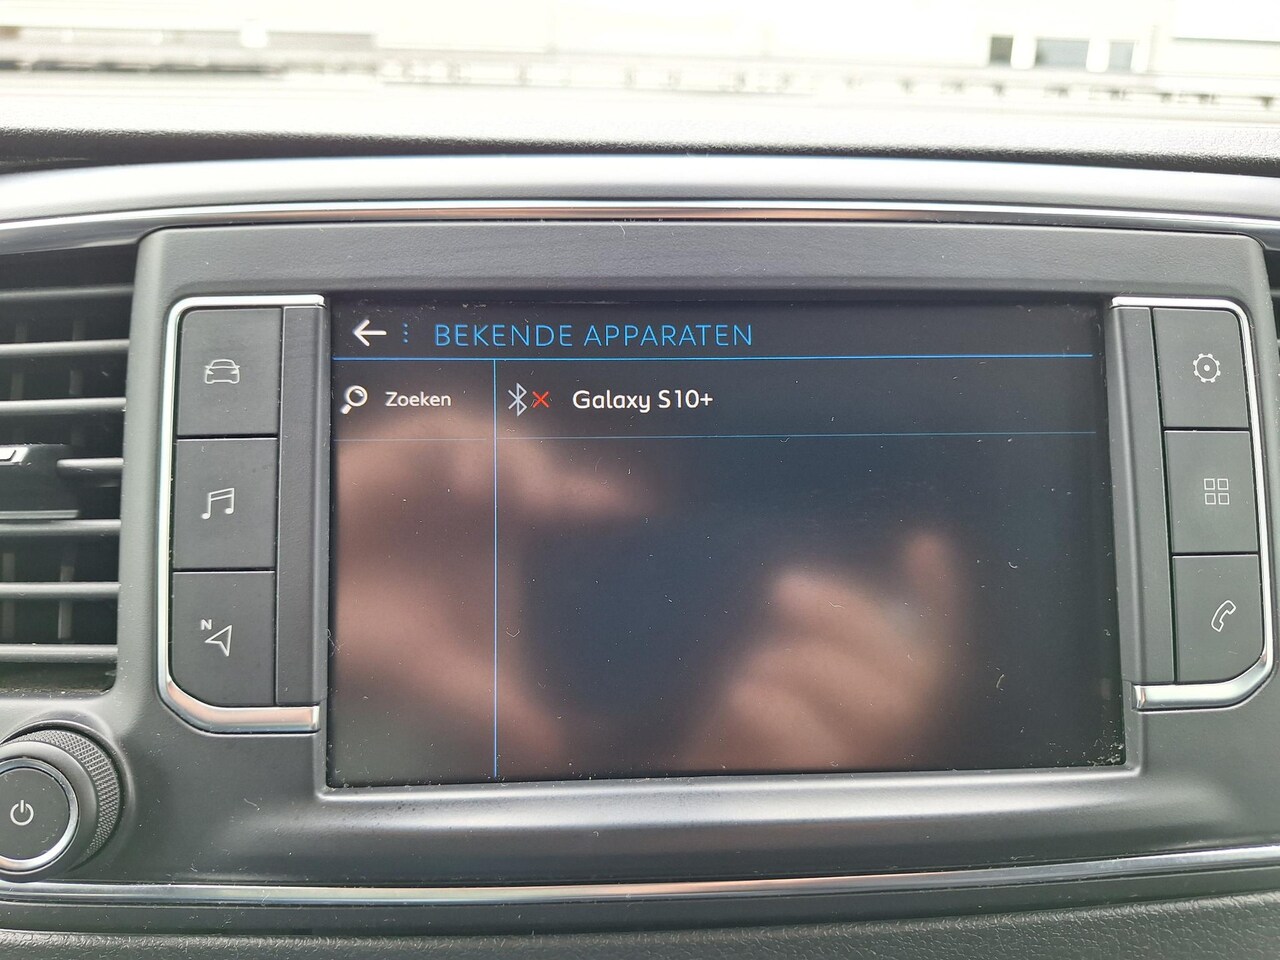 BEKENDE APPARATEN
Zoeken
Galaxy S10+
N